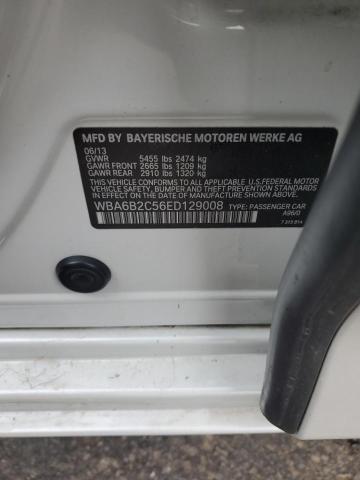 MFD BY BAYERISCHE MOTOREN WERKE AG
06/13
GVWR 5455 lbs 2474 kg
GAWR FRONT 2665 lbs 1209 kg
GAWR REAR 2910 lbs 1320 kg
THIS VEHICLE CONFORMS TO ALL APPLICABLE U.S.FEDERAL MOTOR
VEHICLE SAFETY, BUMPER AND THEFT PREVENTION STANDARDS
IN EFFECT ON THE DATE OF MANUFACTURE SHOWN ABOVE.
WBA6B2C56ED129008 TYPE: PASSENGER CAR
A96/0